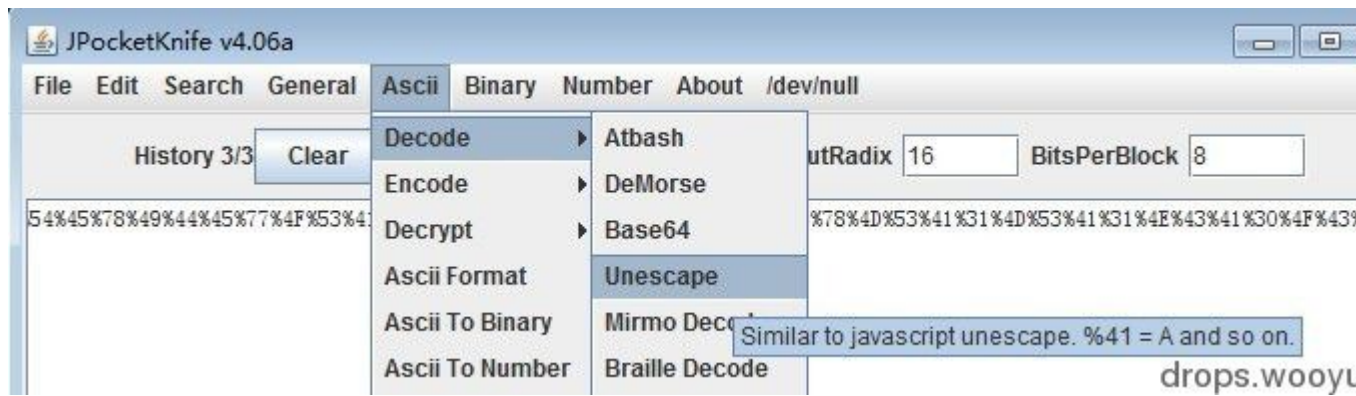 JPocketKnife v4.06a
File Edit Search General Ascii Binary Number About /dev/null
History 3/3 Clear Decode Atbash utRadix 16 BitsPerBlock 8
Encode DeMorse
54%45%78%49%44%45%77%4F%53%41 Decrypt Base64 %78%4D%53%41%31%4D%53%41%31%4E%43%41%30%4F%43%
Ascii Format Unescape
Ascii To Binary Mirmo Decod
Similar to javascript unescape. %41 = A and so on.
Ascii To Number Braille Decode
drops.wooyu